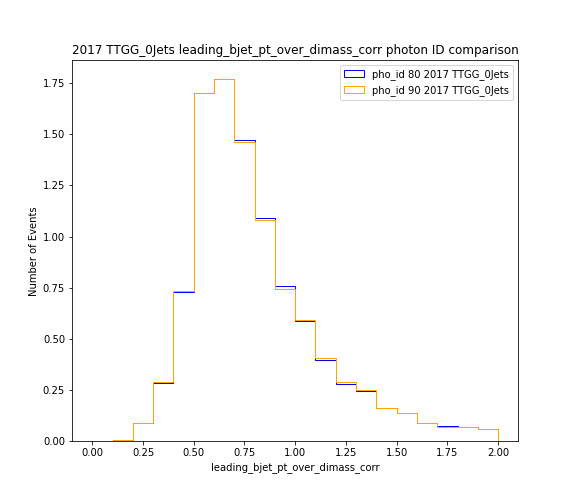 2017 TTGG_0Jets leading_bjet_pt_over_dimass_corr photon ID comparison
pho_id 80 2017 TTGG_0Jets
pho_id 90 2017 TTGG_0Jets
Number of Events
1.75
1.50
1.25
1.00
0.75
0.50
0.25
0.00
0.00 0.25 0.50 0.75 1.00 1.25 1.50 1.75 2.00
leading_bjet_pt_over_dimass_corr